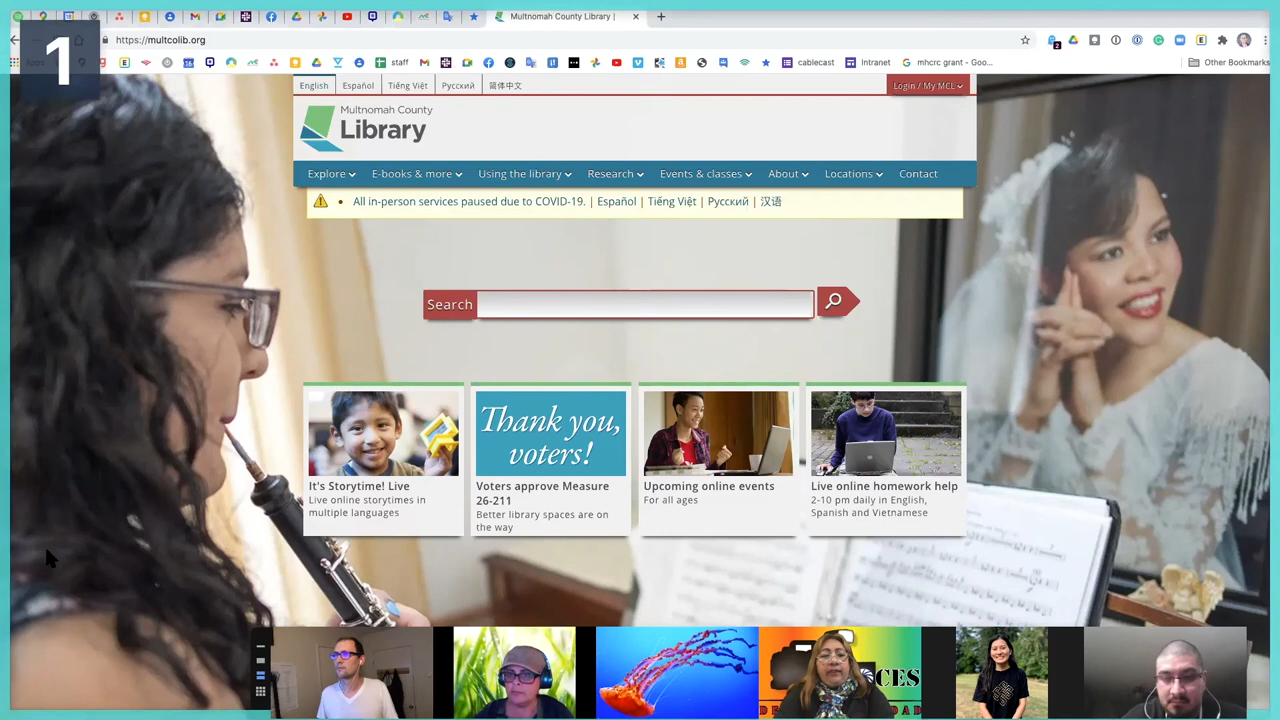 1
Multnomah County Library |
https://multcolib.org
Apps
staff
cablecast
Intranet
mhcrc grant - Goo...
Other Bookmarks
English
Español
Tiếng Việt
Русский
简体中文
Login / My MCL
Multnomah County
Library
Explore
E-books & more
Using the library
Research
Events & classes
About
Locations
Contact
All in-person services paused due to COVID-19. | Español | Tiếng Việt | Русский | 汉语
Search
Thank you,
voters!
It's Storytime! Live
Live online storytimes in
multiple languages
Voters approve Measure
26-211
Better library spaces are on
the way
Upcoming online events
For all ages
Live online homework help
2-10 pm daily in English,
Spanish and Vietnamese